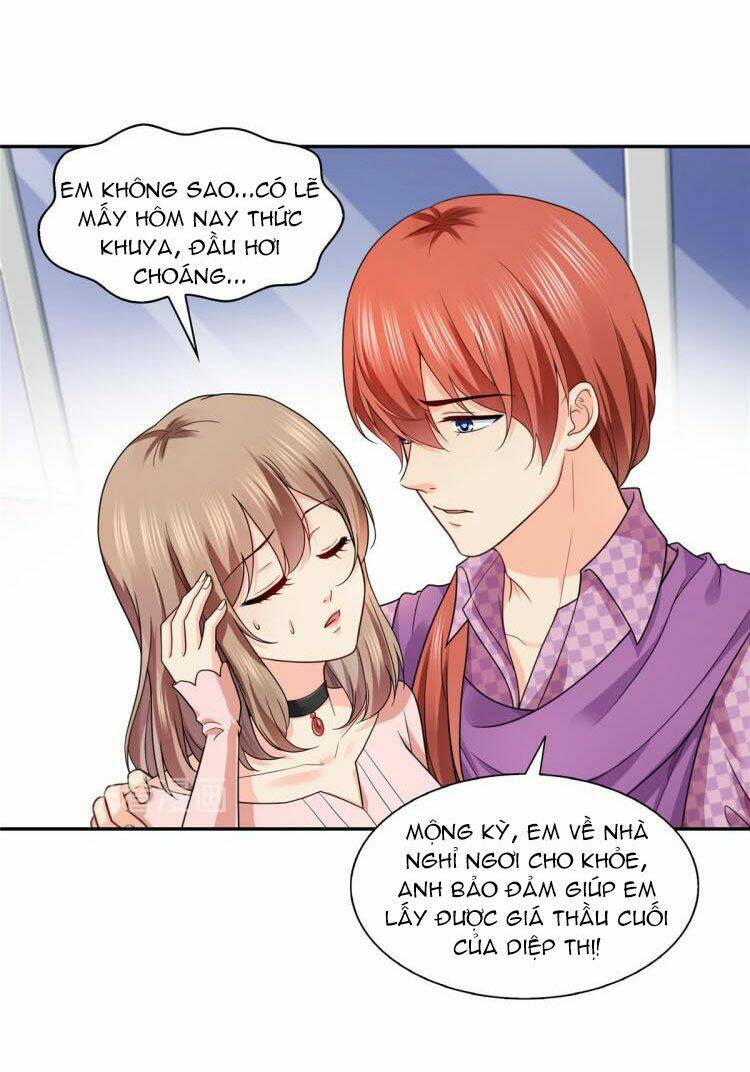 EM KHÔNG SAO...CÓ LẼ
MẤY HÔM NAY THỨC
KHUYA, ĐẦU HƠI
CHOÁNG...
MỘNG KỲ, EM VỀ NHÀ
NGHỈ NGƠI CHO KHỎE,
ANH BẢO ĐẢM GIÚP EM
LẤY ĐƯỢC GIÁ THẦU CUỐI
CỦA DIỆP THỊ!